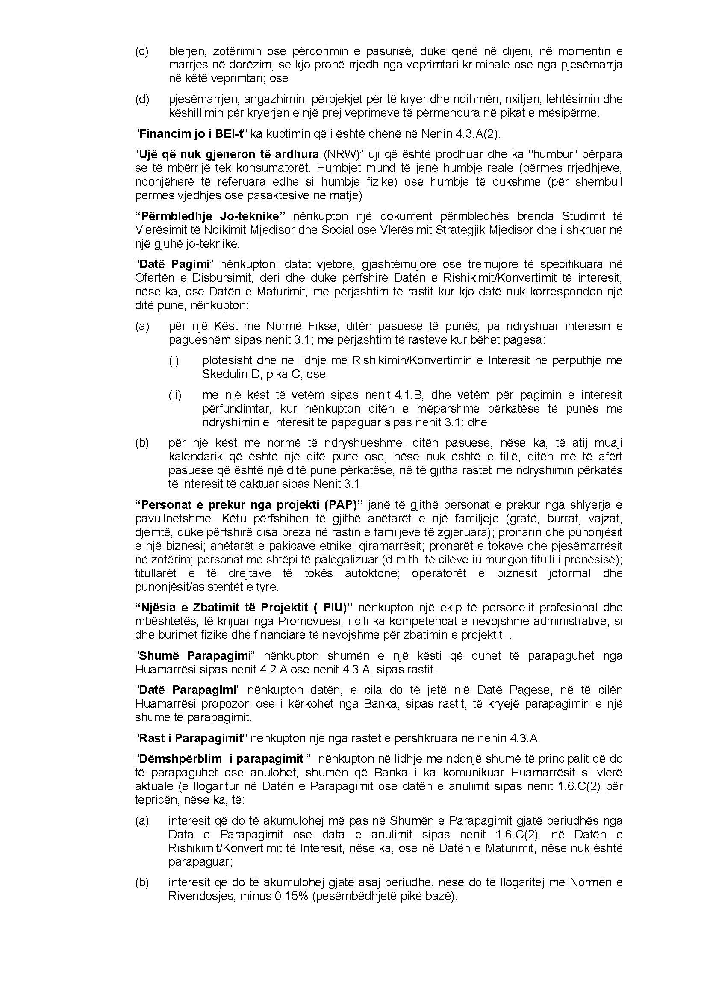 (c) blerjen, zotërimin ose përdorimin e pasurisë, duke qenë në dijeni, në momentin e
marrjes në dorëzim, se kjo pronë rrjedh nga veprimtari kriminale ose nga pjesëmarrja
në këtë veprimtari; ose
(d) pjesëmarrjen, angazhimin, përpjekjet për të kryer dhe ndihmën, nxitjen, lehtësimin dhe
këshillimin për kryerjen e një prej veprimeve të përmendura në pikat e mësipërme.
"Financim jo i BEI-t" ka kuptimin që i është dhënë në Nenin 4.3.A(2).
“Ujë që nuk gjeneron të ardhura (NRW)” uji që është prodhuar dhe ka "humbur" përpara
se të mbërrijë tek konsumatorët. Humbjet mund të jenë humbje reale (përmes rrjedhjeve,
ndonjëherë të referuara edhe si humbje fizike) ose humbje të dukshme (për shembull
përmes vjedhjes ose pasaktësive në matje)
“Përmbledhje Jo-teknike” nënkupton një dokument përmbledhës brenda Studimit të
Vlerësimit të Ndikimit Mjedisor dhe Social ose Vlerësimit Strategjik Mjedisor dhe i shkruar në
një gjuhë jo-teknike.
"Datë Pagimi” nënkupton: datat vjetore, gjashtëmujore ose tremujore të specifikuara në
Ofertën e Disbursimit, deri dhe duke përfshirë Datën e Rishikimit/Konvertimit të interesit,
nëse ka, ose Datën e Maturimit, me përjashtim të rastit kur kjo datë nuk korrespondon një
ditë pune, nënkupton:
(a) për një Këst me Normë Fikse, ditën pasuese të punës, pa ndryshuar interesin e
pagueshëm sipas nenit 3.1; me përjashtim të rasteve kur bëhet pagesa:
(i) plotësisht dhe në lidhje me Rishikimin/Konvertimin e Interesit në përputhje me
Skedulin D, pika C; ose
(ii) me një këst të vetëm sipas nenit 4.1.B, dhe vetëm për pagimin e interesit
përfundimtar, kur nënkupton ditën e mëparshme përkatëse të punës me
ndryshimin e interesit të papaguar sipas nenit 3.1; dhe
(b) për një këst me normë të ndryshueshme, ditën pasuese, nëse ka, të atij muaji
kalendarik që është një ditë pune ose, nëse nuk është e tillë, ditën më të afërt
pasuese që është një ditë pune përkatëse, në të gjitha rastet me ndryshimin përkatës
të interesit të caktuar sipas Nenit 3.1.
“Personat e prekur nga projekti (PAP)” janë të gjithë personat e prekur nga shlyerja e
pavullnetshme. Këtu përfshihen të gjithë anëtarët e një familjeje (gratë, burrat, vajzat,
djemtë, duke përfshirë disa breza në rastin e familjeve të zgjeruara); pronarin dhe punonjësit
e një biznesi; anëtarët e pakicave etnike; qiramarrësit; pronarët e tokave dhe pjesëmarrësit
në zotërim; personat me shtëpi të palegalizuar (d.m.th. të cilëve iu mungon titulli i pronësisë);
titullarët e të drejtave të tokës autoktone; operatorët e biznesit joformal dhe
punonjësit/asistentët e tyre.
“Njësia e Zbatimit të Projektit ( PIU)” nënkupton një ekip të personelit profesional dhe
mbështetës, të krijuar nga Promovuesi, i cili ka kompetencat e nevojshme administrative, si
dhe burimet fizike dhe financiare të nevojshme për zbatimin e projektit. .
"Shumë Parapagimi” nënkupton shumën e një kësti që duhet të parapaguhet nga
Huamarrësi sipas nenit 4.2.A ose nenit 4.3.A, sipas rastit.
"Datë Parapagimi” nënkupton datën, e cila do të jetë një Datë Pagese, në të cilën
Huamarrësi propozon ose i kërkohet nga Banka, sipas rastit, të kryejë parapagimin e një
shume të parapagimit.
"Rast i Parapagimit" nënkupton një nga rastet e përshkruara në nenin 4.3.A.
"Dëmshpërblim i parapagimit ” nënkupton në lidhje me ndonjë shumë të principalit që do
të parapaguhet ose anulohet, shumën që Banka i ka komunikuar Huamarrësit si vlerë
aktuale (e llogaritur në Datën e Parapagimit ose datën e anulimit sipas nenit 1.6.C(2) për
tepricën, nëse ka, të:
(a) interesit që do të akumulohej më pas në Shumën e Parapagimit gjatë periudhës nga
Data e Parapagimit ose data e anulimit sipas nenit 1.6.C(2). në Datën e
Rishikimit/Konvertimit të Interesit, nëse ka, ose në Datën e Maturimit, nëse nuk është
parapaguar;
(b) interesit që do të akumulohej gjatë asaj periudhe, nëse do të llogaritej me Normën e
Rivendosjes, minus 0.15% (pesëmbëdhjetë pikë bazë).